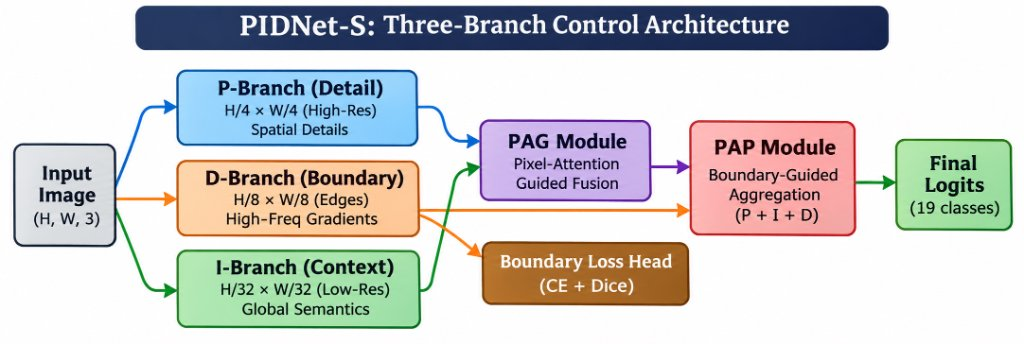 PIDNet-S: Three-Branch Control Architecture
Input
Image
(H, W, 3)
P-Branch (Detail)
H/4 × W/4 (High-Res)
Spatial Details
D-Branch (Boundary)
H/8 × W/8 (Edges)
High-Freq Gradients
I-Branch (Context)
H/32 × W/32 (Low-Res)
Global Semantics
PAG Module
Pixel-Attention
Guided Fusion
Boundary Loss Head
(CE + Dice)
PAP Module
Boundary-Guided
Aggregation
(P + I + D)
Final
Logits
(19 classes)